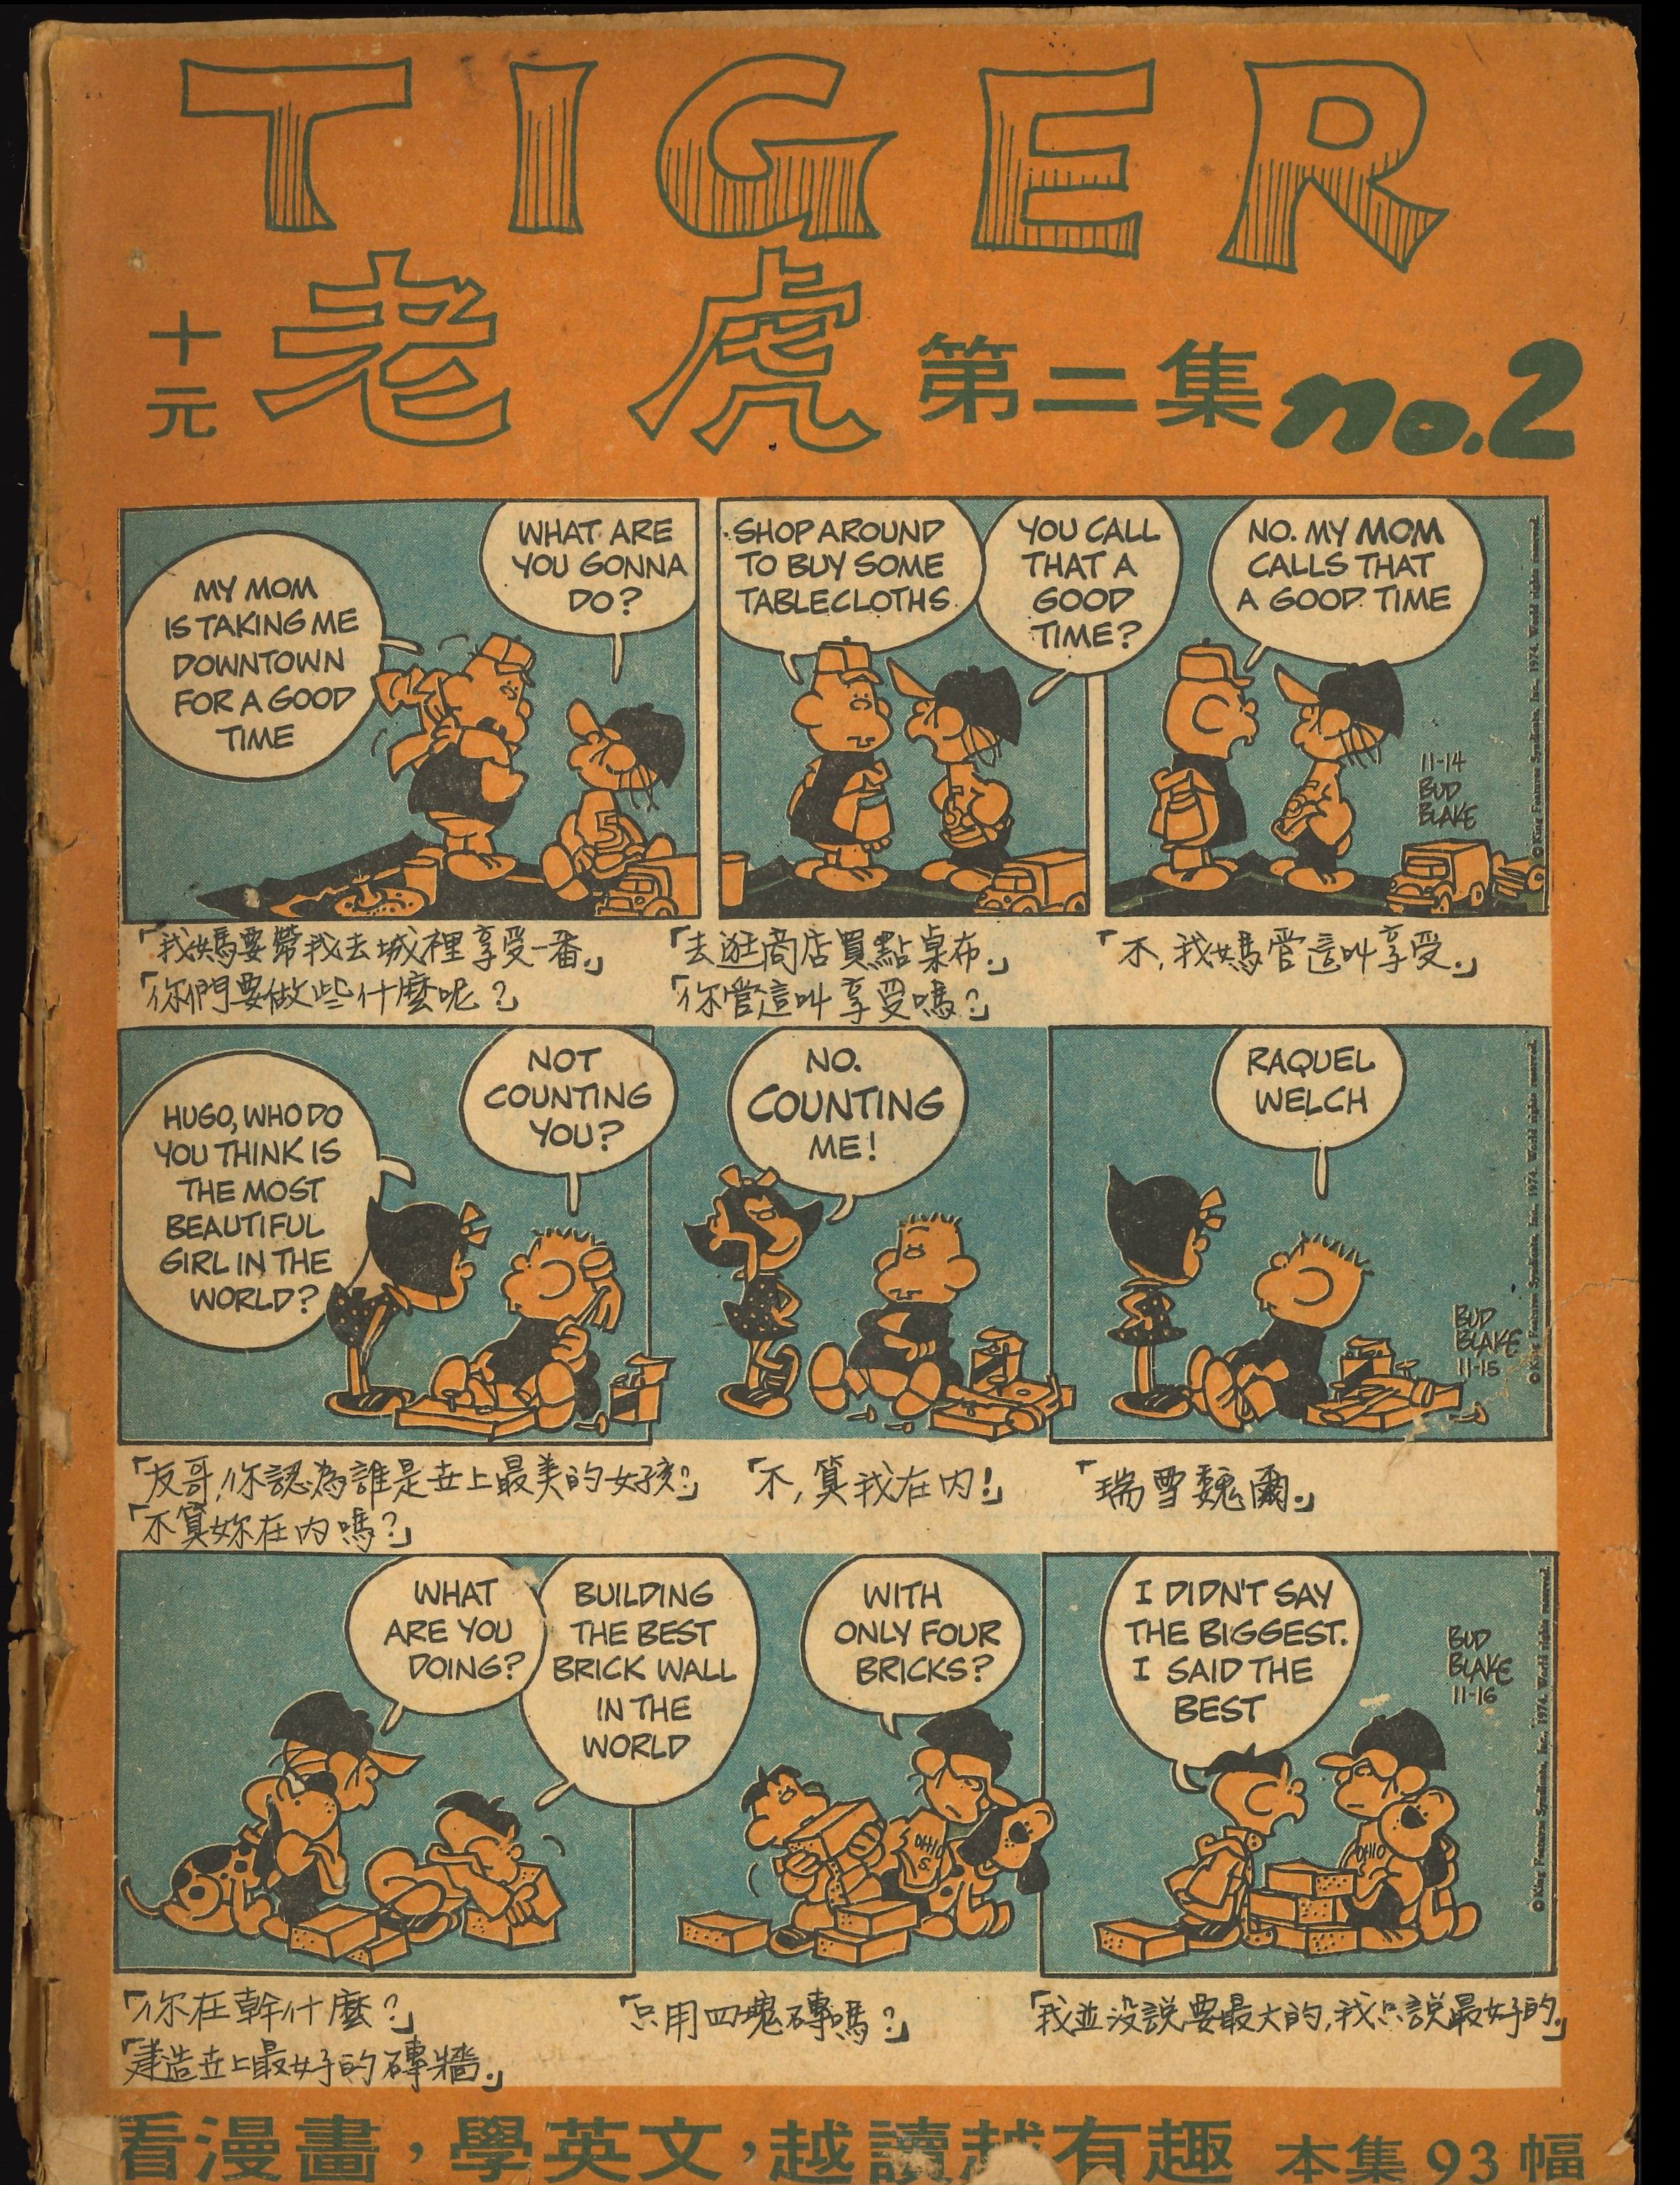 TIGER
十元
老虎 第二集 no.2
MY MOM
IS TAKING ME
DOWNTOWN
FOR A GOOD
TIME
WHAT ARE
YOU GONNA
DO?
SHOP AROUND
TO BUY SOME
TABLECLOTHS.
YOU CALL
THAT A
GOOD
TIME?
NO. MY MOM
CALLS THAT
A GOOD TIME
11-14
BUD
BLAKE
© King Features Syndicate, Inc., 1974. World rights reserved.
「我媽要帶我去城裡享受一番。」
「你們要做些什麼呢？」
「去逛商店買點桌布。」
「你管這叫享受嗎？」
「不，我媽管這叫享受。」
HUGO, WHO DO
YOU THINK IS
THE MOST
BEAUTIFUL
GIRL IN THE
WORLD?
NOT
COUNTING
YOU?
NO.
COUNTING
ME!
RAQUEL
WELCH
BUD
BLAKE
11-15
© King Features Syndicate, Inc., 1974. World rights reserved.
「友哥，你認為誰是世上最美的女孩？」
「不算妳在內嗎？」
「不，算我在內！」
「瑞雪魏爾。」
WHAT
ARE YOU
DOING?
BUILDING
THE BEST
BRICK WALL
IN THE
WORLD
WITH
ONLY FOUR
BRICKS?
OHIO
S.
I DIDN'T SAY
THE BIGGEST.
I SAID THE
BEST
OHIO
BUD
BLAKE
11-16
© King Features Syndicate, Inc., 1974. World rights reserved.
「你在幹什麼？」
「建造世上最好的磚牆。」
「只用四塊磚嗎？」
「我並沒説要最大的，我只説最好的。」
看漫畫，學英文，越讀越有趣 本集93幅